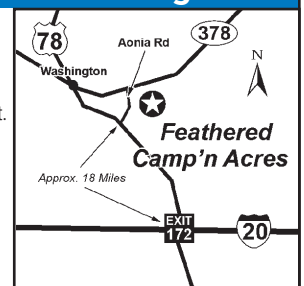 78
Aonia Rd
378
N
Washington
t.
Feathered
Camp'n Acres
Approx. 18 Miles
EXIT
172
20